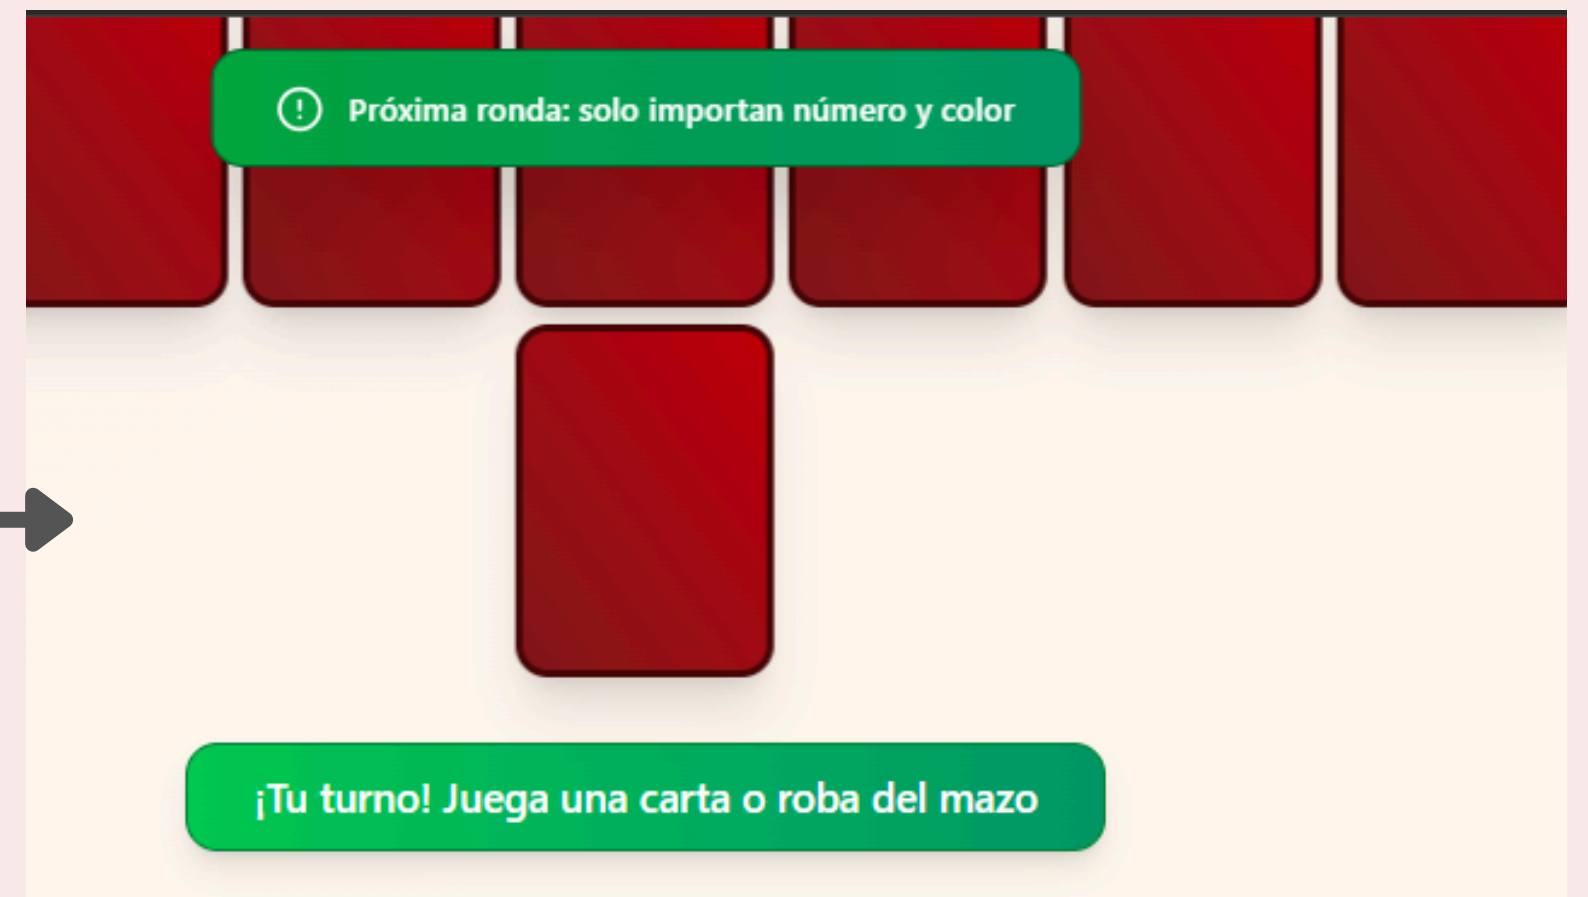 Próxima ronda: solo importan número y color
¡Tu turno! Juega una carta o roba del mazo